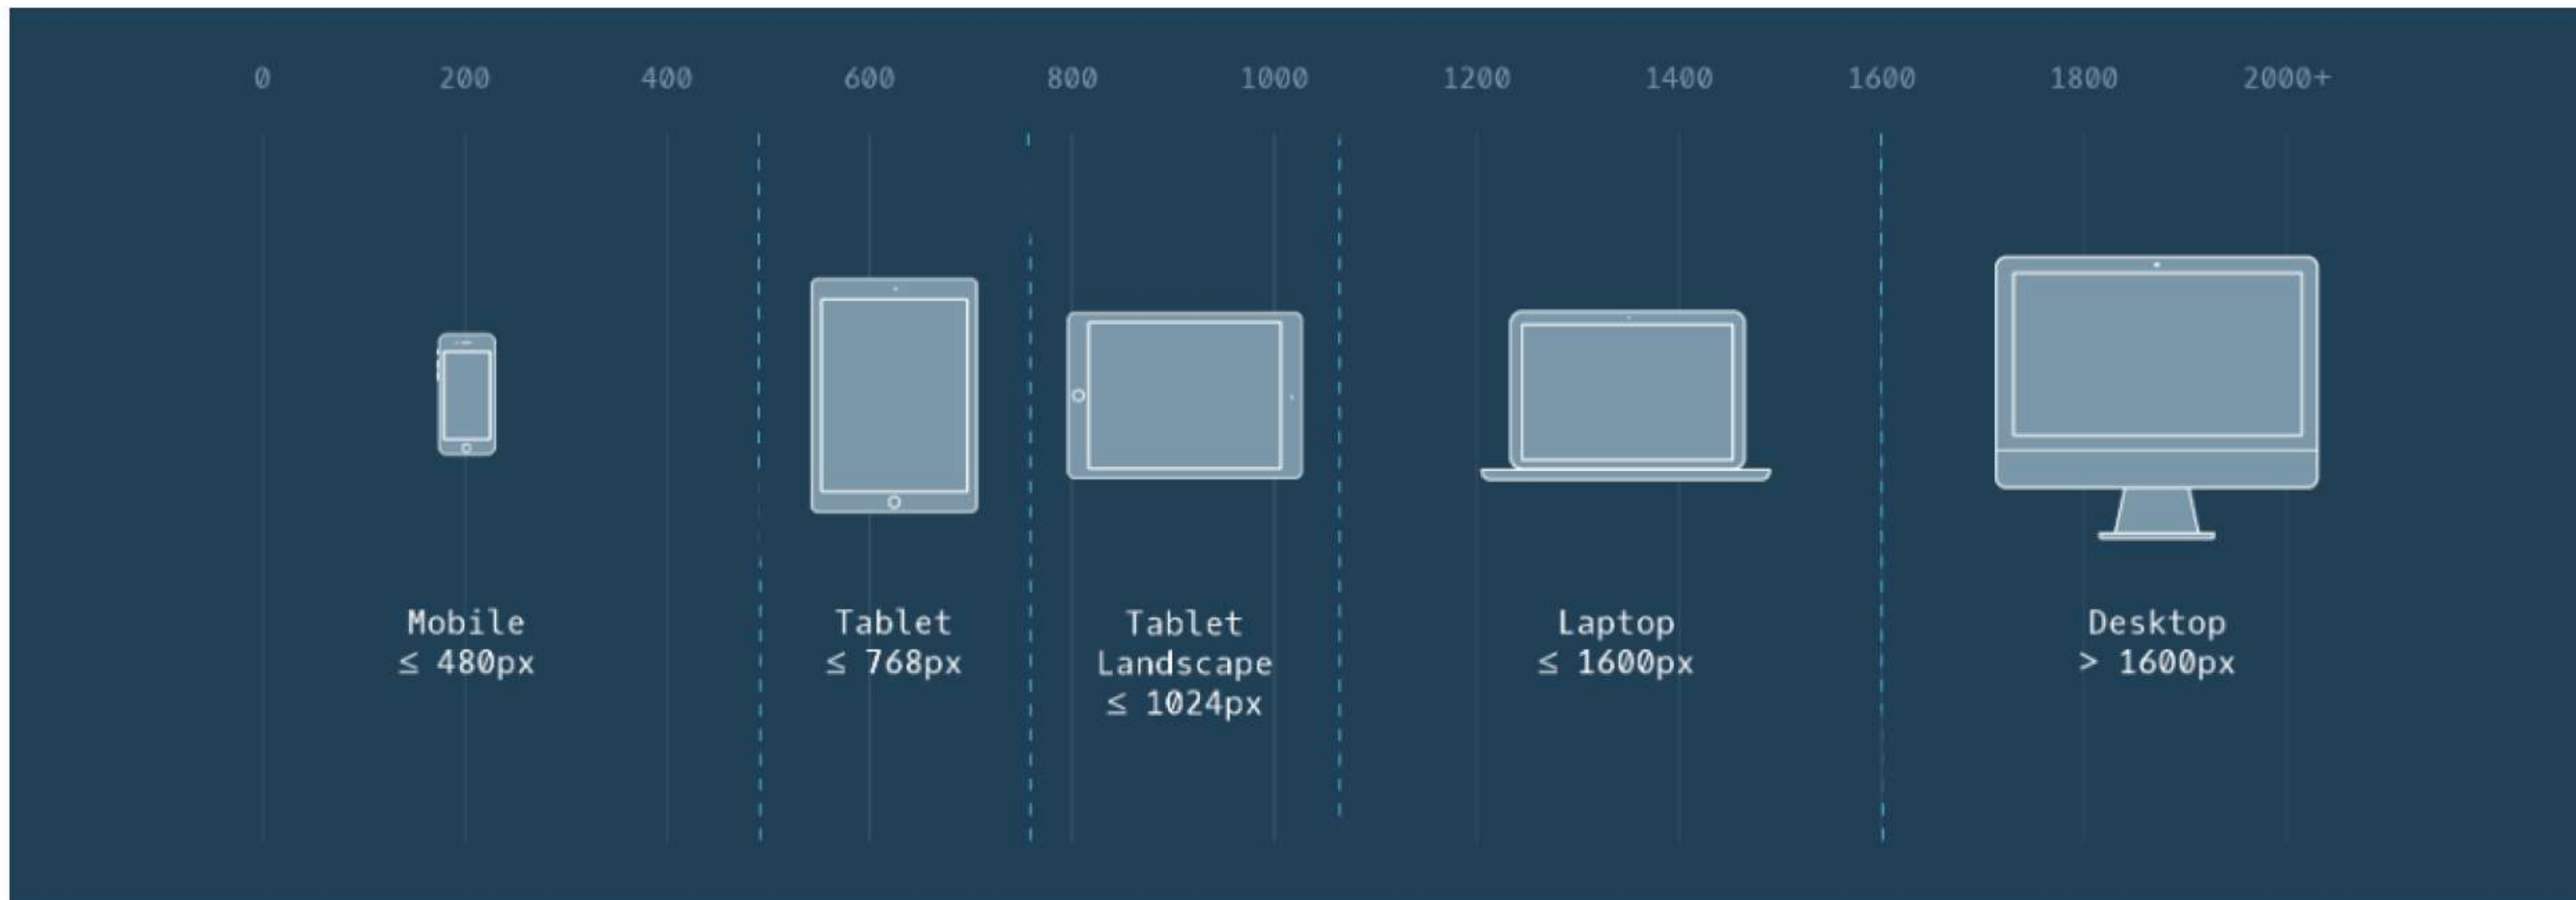 0 200 400 600 800 1000 1200 1400 1600 1800 2000+
Mobile
≤ 480px
Tablet
≤ 768px
Tablet
Landscape
≤ 1024px
Laptop
≤ 1600px
Desktop
> 1600px